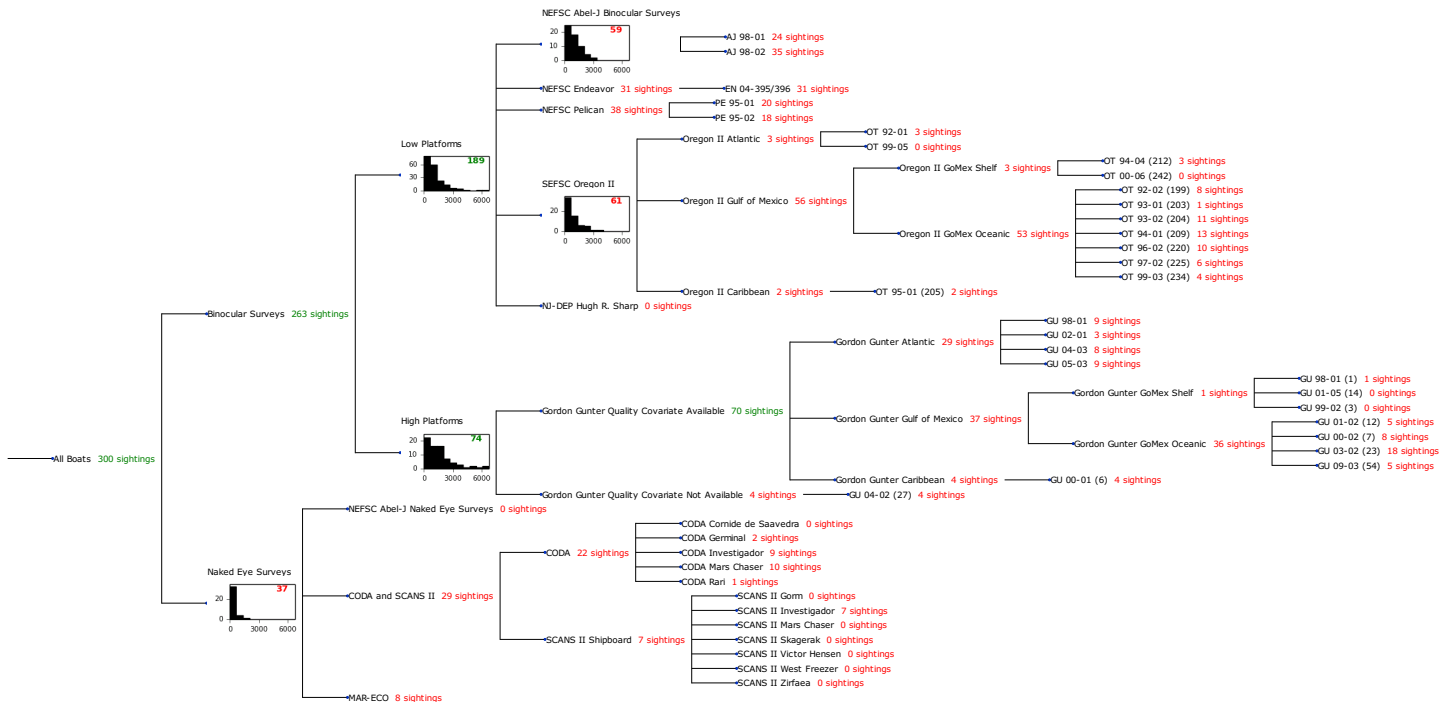 NEFSC Abel-J Binocular Surveys
59
20
10
0
0 3000 6000
AJ 98-01 24 sightings
AJ 98-02 35 sightings
NEFSC Endeavor 31 sightings
EN 04-395/396 31 sightings
NEFSC Pelican 38 sightings
PE 95-01 20 sightings
PE 95-02 18 sightings
Low Platforms
189
60
30
0
0 3000 6000
Oregon II Atlantic 3 sightings
OT 92-01 3 sightings
OT 99-05 0 sightings
SEFSC Oregon II
61
20
0
0 3000 6000
Oregon II Gulf of Mexico 56 sightings
Oregon II GoMex Shelf 3 sightings
OT 94-04 (212) 3 sightings
OT 00-06 (242) 0 sightings
Oregon II GoMex Oceanic 53 sightings
OT 92-02 (199) 8 sightings
OT 93-01 (203) 1 sightings
OT 93-02 (204) 11 sightings
OT 94-01 (209) 13 sightings
OT 96-02 (220) 10 sightings
OT 97-02 (225) 6 sightings
OT 99-03 (234) 4 sightings
Oregon II Caribbean 2 sightings
OT 95-01 (205) 2 sightings
NJ-DEP Hugh R. Sharp 0 sightings
Binocular Surveys 263 sightings
Gordon Gunter Atlantic 29 sightings
GU 98-01 9 sightings
GU 02-01 3 sightings
GU 04-03 8 sightings
GU 05-03 9 sightings
High Platforms
74
20
10
0
0 3000 6000
Gordon Gunter Quality Covariate Available 70 sightings
Gordon Gunter Gulf of Mexico 37 sightings
Gordon Gunter GoMex Shelf 1 sightings
GU 98-01 (1) 1 sightings
GU 01-05 (14) 0 sightings
GU 99-02 (3) 0 sightings
Gordon Gunter GoMex Oceanic 36 sightings
GU 01-02 (12) 5 sightings
GU 00-02 (7) 8 sightings
GU 03-02 (23) 18 sightings
GU 09-03 (54) 5 sightings
Gordon Gunter Caribbean 4 sightings
GU 00-01 (6) 4 sightings
Gordon Gunter Quality Covariate Not Available 4 sightings
GU 04-02 (27) 4 sightings
All Boats 300 sightings
NEFSC Abel-J Naked Eye Surveys 0 sightings
Naked Eye Surveys
37
20
0
0 3000 6000
CODA and SCANS II 29 sightings
CODA 22 sightings
CODA Cornide de Saavedra 0 sightings
CODA Germinal 2 sightings
CODA Investigador 9 sightings
CODA Mars Chaser 10 sightings
CODA Rari 1 sightings
SCANS II Shipboard 7 sightings
SCANS II Gorm 0 sightings
SCANS II Investigador 7 sightings
SCANS II Mars Chaser 0 sightings
SCANS II Skagerak 0 sightings
SCANS II Victor Hensen 0 sightings
SCANS II West Freezer 0 sightings
SCANS II Zirfaea 0 sightings
MAR-ECO 8 sightings